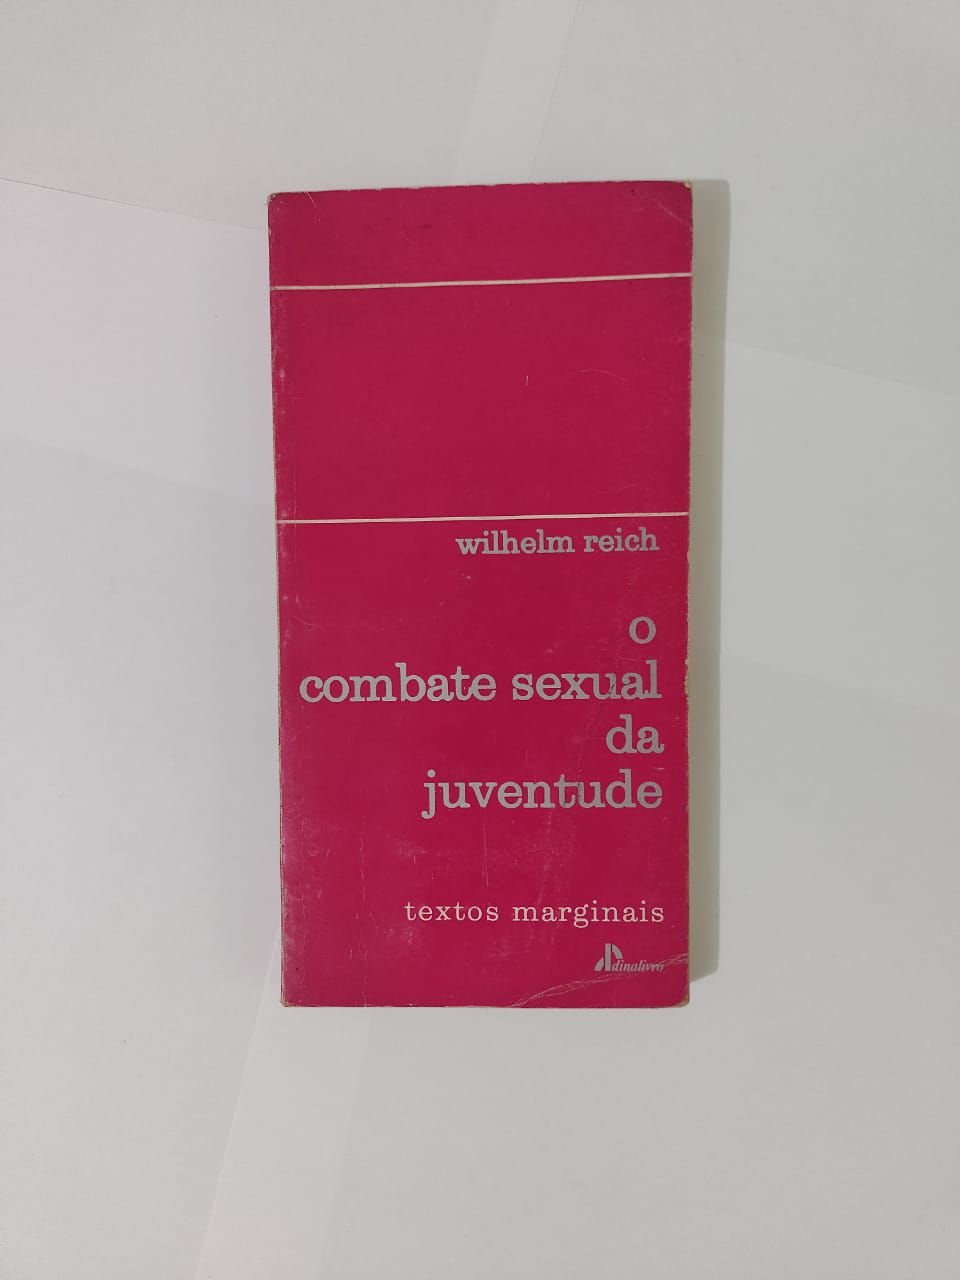 wilhelm reich
o
combate sexual
da
juventude
textos marginais
dinalivro